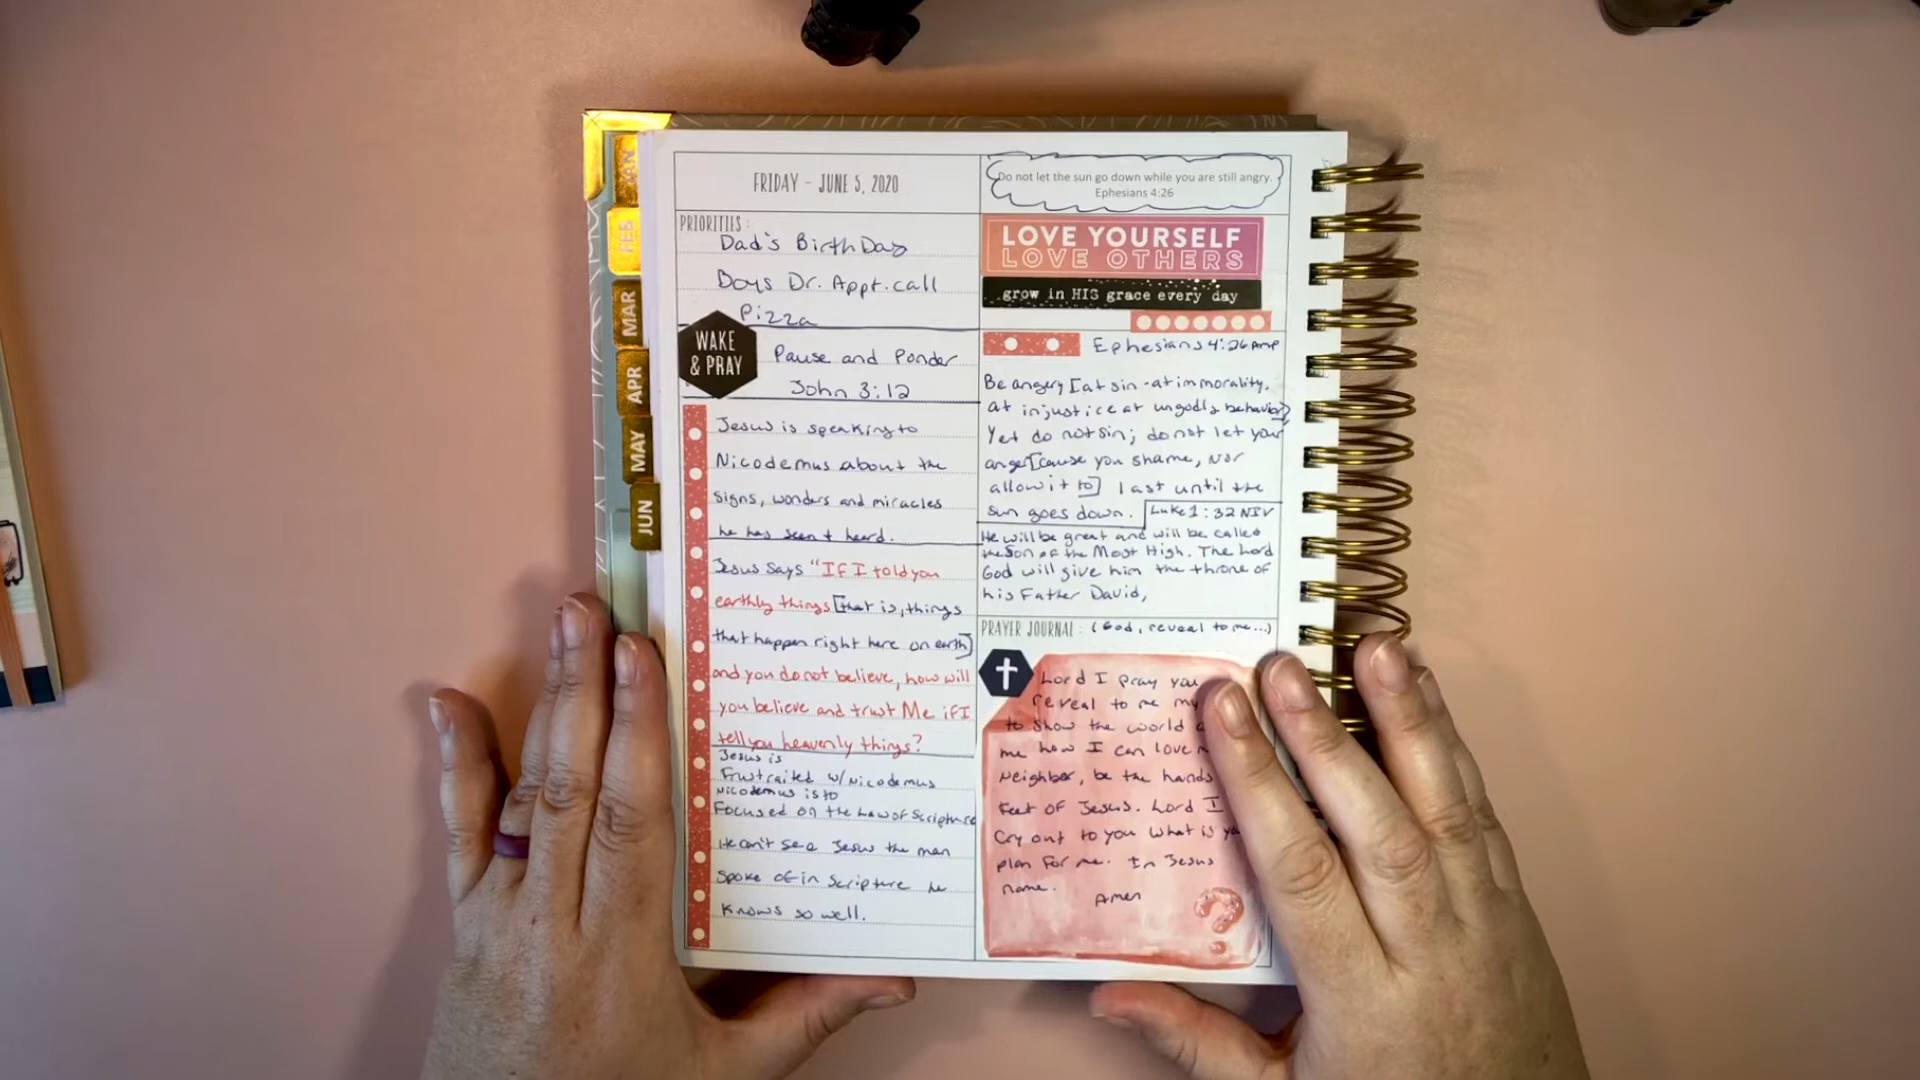 JAN
FEB
MAR
APR
MAY
JUN
FRIDAY - JUNE 5, 2020
PRIORITIES:
Dad's BirthDay
Boys Dr. Appt. call
Pizza
WAKE
& PRAY
Pause and Ponder
John 3:12
Jesus is speaking to
Nicodemus about the
signs, wonders and miracles
he has seen & heard.
Jesus says "If I told you
earthly things [that is, things
that happen right here on earth]
and you do not believe, how will
you believe and trust Me if I
tell you heavenly things?
Jesus is
Frustraited w/ Nicodemus
Nicodemus is to
Focused on the Law of Scripture
He can't see Jesus the man
spoke of in Scripture he
knows so well.
Do not let the sun go down while you are still angry.
Ephesians 4:26
LOVE YOURSELF
LOVE OTHERS
grow in HIS grace every day
Ephesians 4:26 AMP
Be angery [at sin - at immorality,
at injustice at ungodly behavior]
Yet do not sin; do not let your
anger [cause you shame, nor
allow it to] last until the
sun goes down.
Luke 1:32 NIV
He will be great and will be called
the Son of the Most High. The Lord
God will give him the throne of
his Father David,
PRAYER JOURNAL: (God, reveal to me...)
Lord I pray you
reveal to me my
to show the world
me how I can love
Neighbor, be the hands
Feet of Jesus. Lord I
Cry out to you what is
plan for me. In Jesus
name.
Amen
?